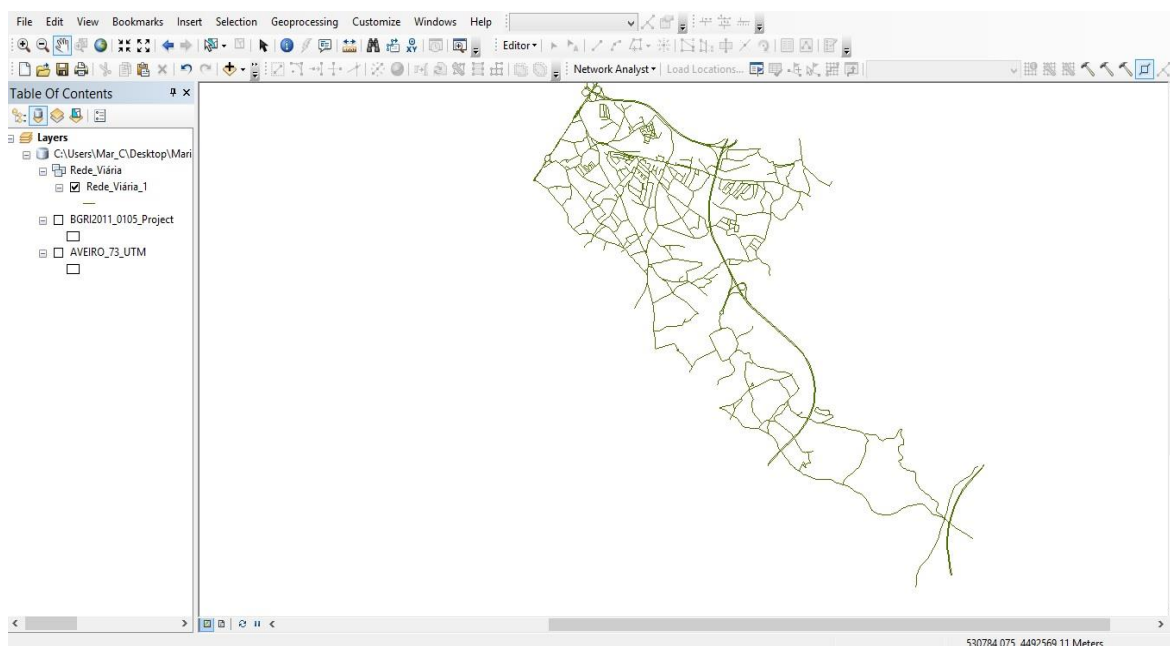 File Edit View Bookmarks Insert Selection Geoprocessing Customize Windows Help
Editor
Network Analyst Load Locations...
Table Of Contents
Layers
C:\Users\Mar_C\Desktop\Mari
Rede_Viária
Rede_Viária_1
BGRI2011_0105_Project
AVEIRO_73_UTM
530784,075 4492569,11 Meters